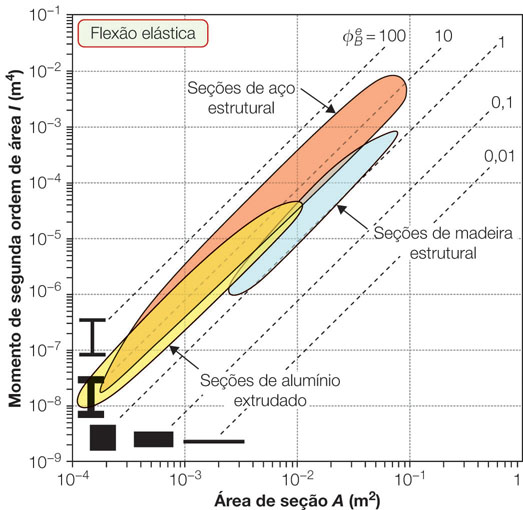 Flexão elástica
ϕ_B^e = 100
10
1
0,1
0,01
Seções de aço
estrutural
Seções de madeira
estrutural
Seções de alumínio
extrudado
Momento de segunda ordem de área I (m⁴)
10⁻¹
10⁻²
10⁻³
10⁻⁴
10⁻⁵
10⁻⁶
10⁻⁷
10⁻⁸
10⁻⁹
10⁻⁴
10⁻³
10⁻²
10⁻¹
1
Área de seção A (m²)